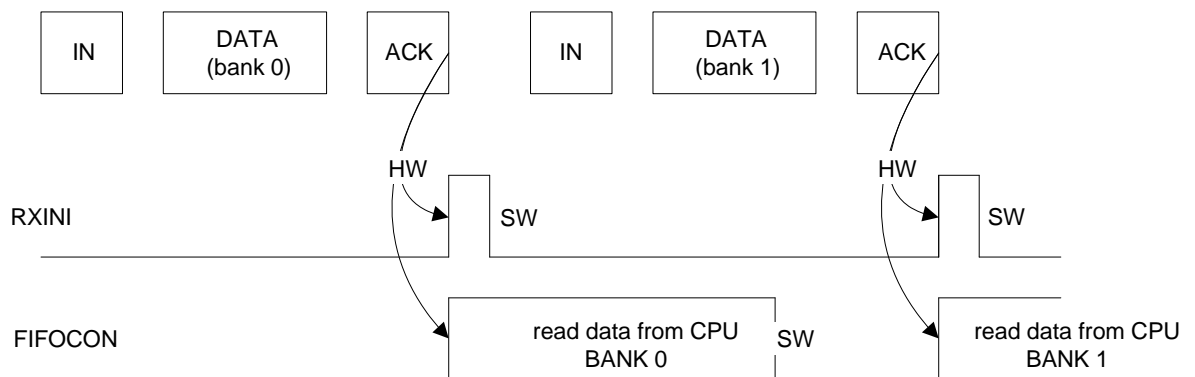 IN
DATA
(bank 0)
ACK
IN
DATA
(bank 1)
ACK
HW
HW
RXINI
SW
SW
FIFOCON
read data from CPU
BANK 0
SW
read data from CPU
BANK 1